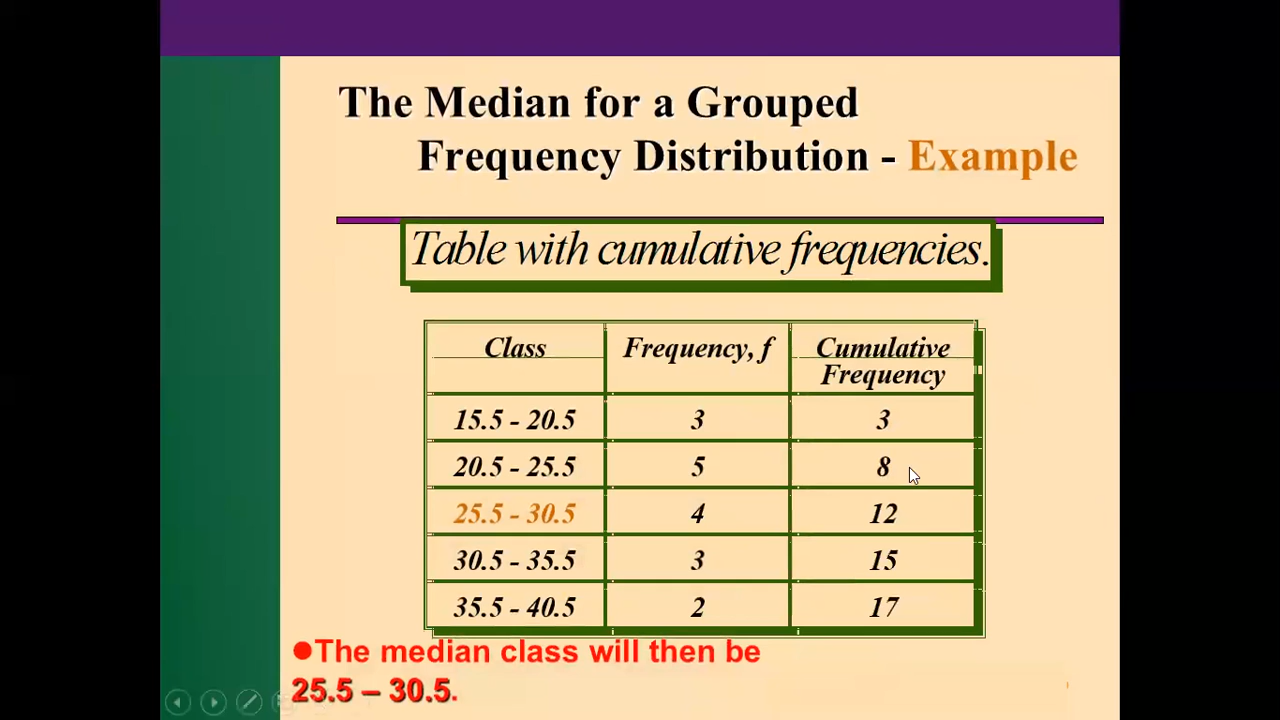 The Median for a Grouped
Frequency Distribution - Example
Table with cumulative frequencies.
Class Frequency, f Cumulative Frequency
15.5 - 20.5 3 3
20.5 - 25.5 5 8
25.5 - 30.5 4 12
30.5 - 35.5 3 15
35.5 - 40.5 2 17
●The median class will then be
25.5 – 30.5.